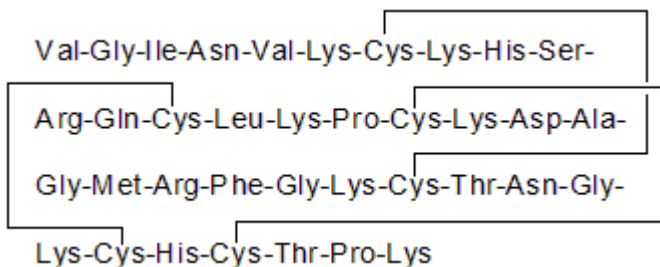 Val-Gly-Ile-Asn-Val-Lys-Cys-Lys-His-Ser-
Arg-Gln-Cys-Leu-Lys-Pro-Cys-Lys-Asp-Ala-
Gly-Met-Arg-Phe-Gly-Lys-Cys-Thr-Asn-Gly-
Lys-Cys-His-Cys-Thr-Pro-Lys